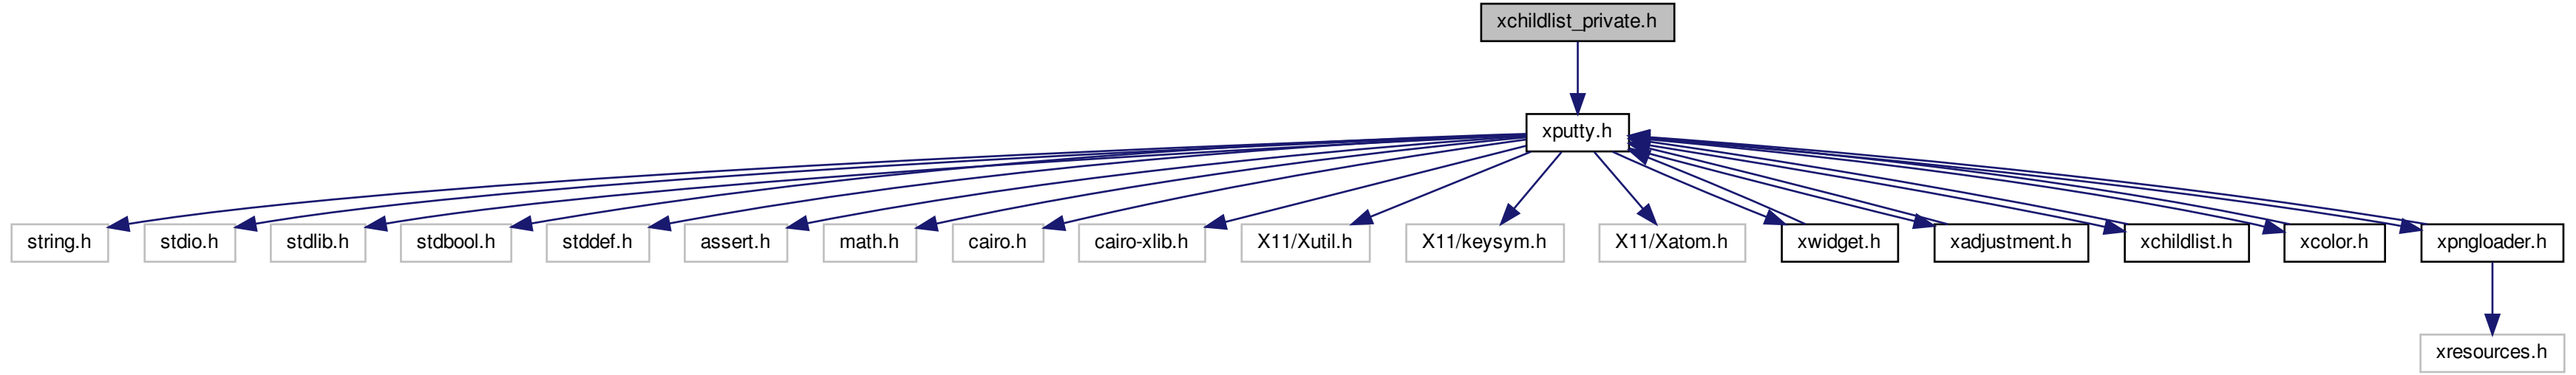 xchildlist_private.h
xputty.h
string.h
stdio.h
stdlib.h
stdbool.h
stddef.h
assert.h
math.h
cairo.h
cairo-xlib.h
X11/Xutil.h
X11/keysym.h
X11/Xatom.h
xwidget.h
xadjustment.h
xchildlist.h
xcolor.h
xpngloader.h
xresources.h